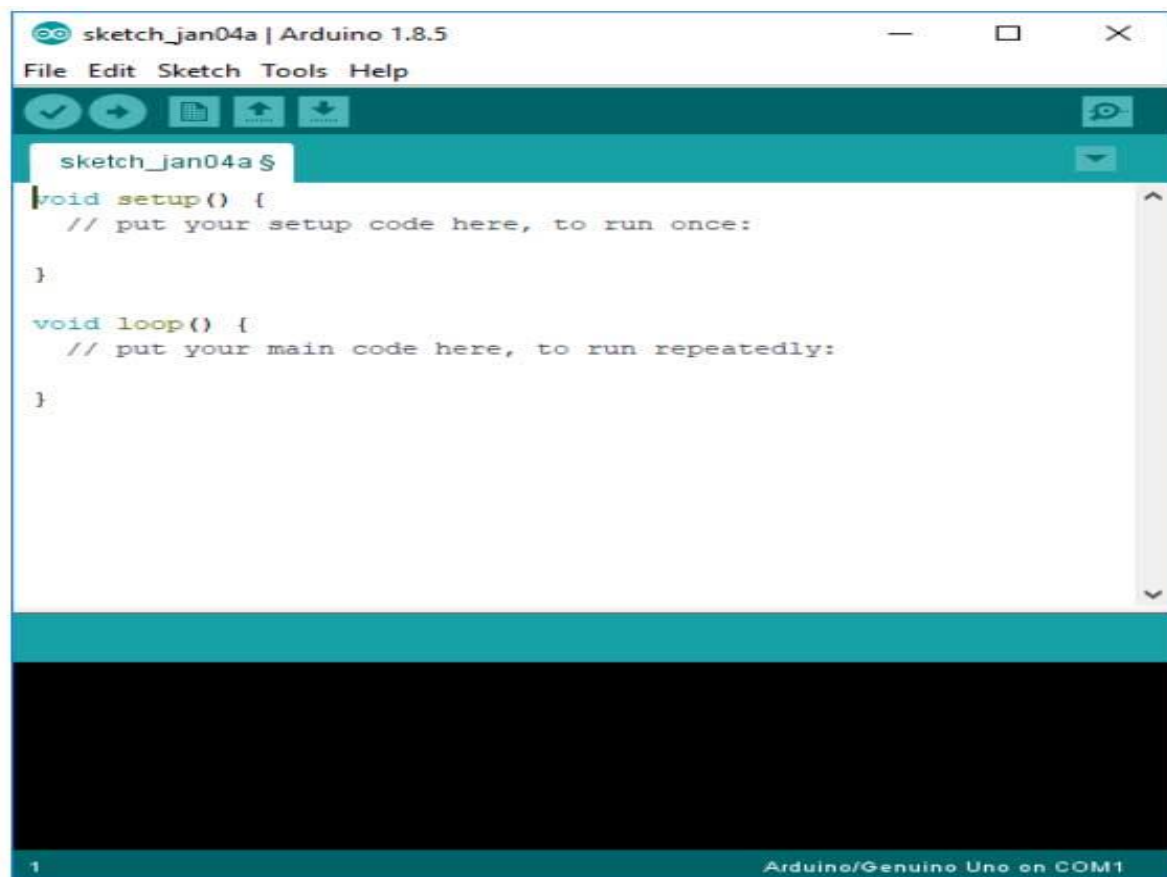 sketch_jan04a | Arduino 1.8.5
File Edit Sketch Tools Help
sketch_jan04a §
void setup() {
  // put your setup code here, to run once:
}
void loop() {
  // put your main code here, to run repeatedly:
}
1 Arduino/Genuino Uno on COM1